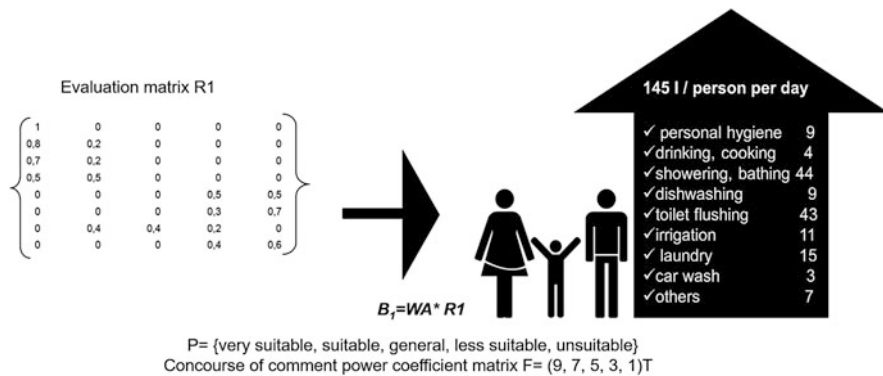 Evaluation matrix R1
1 0 0 0 0
0,8 0,2 0 0 0
0,7 0,2 0 0 0
0,5 0,5 0 0 0
0 0 0 0,5 0,5
0 0 0 0,3 0,7
0 0,4 0,4 0,2 0
0 0 0 0,4 0,6
B1=WA* R1
145 l / person per day
✓ personal hygiene 9
✓drinking, cooking 4
✓showering, bathing 44
✓dishwashing 9
✓toilet flushing 43
✓irrigation 11
✓ laundry 15
✓car wash 3
✓others 7
P= {very suitable, suitable, general, less suitable, unsuitable}
Concourse of comment power coefficient matrix F= (9, 7, 5, 3, 1)T